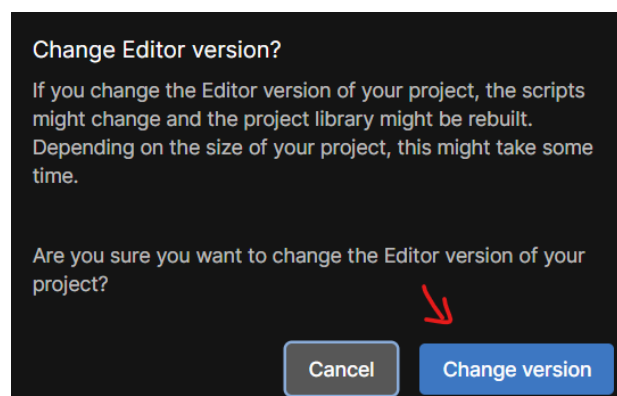 Change Editor version?
If you change the Editor version of your project, the scripts
might change and the project library might be rebuilt.
Depending on the size of your project, this might take some
time.
Are you sure you want to change the Editor version of your
project?
Cancel
Change version